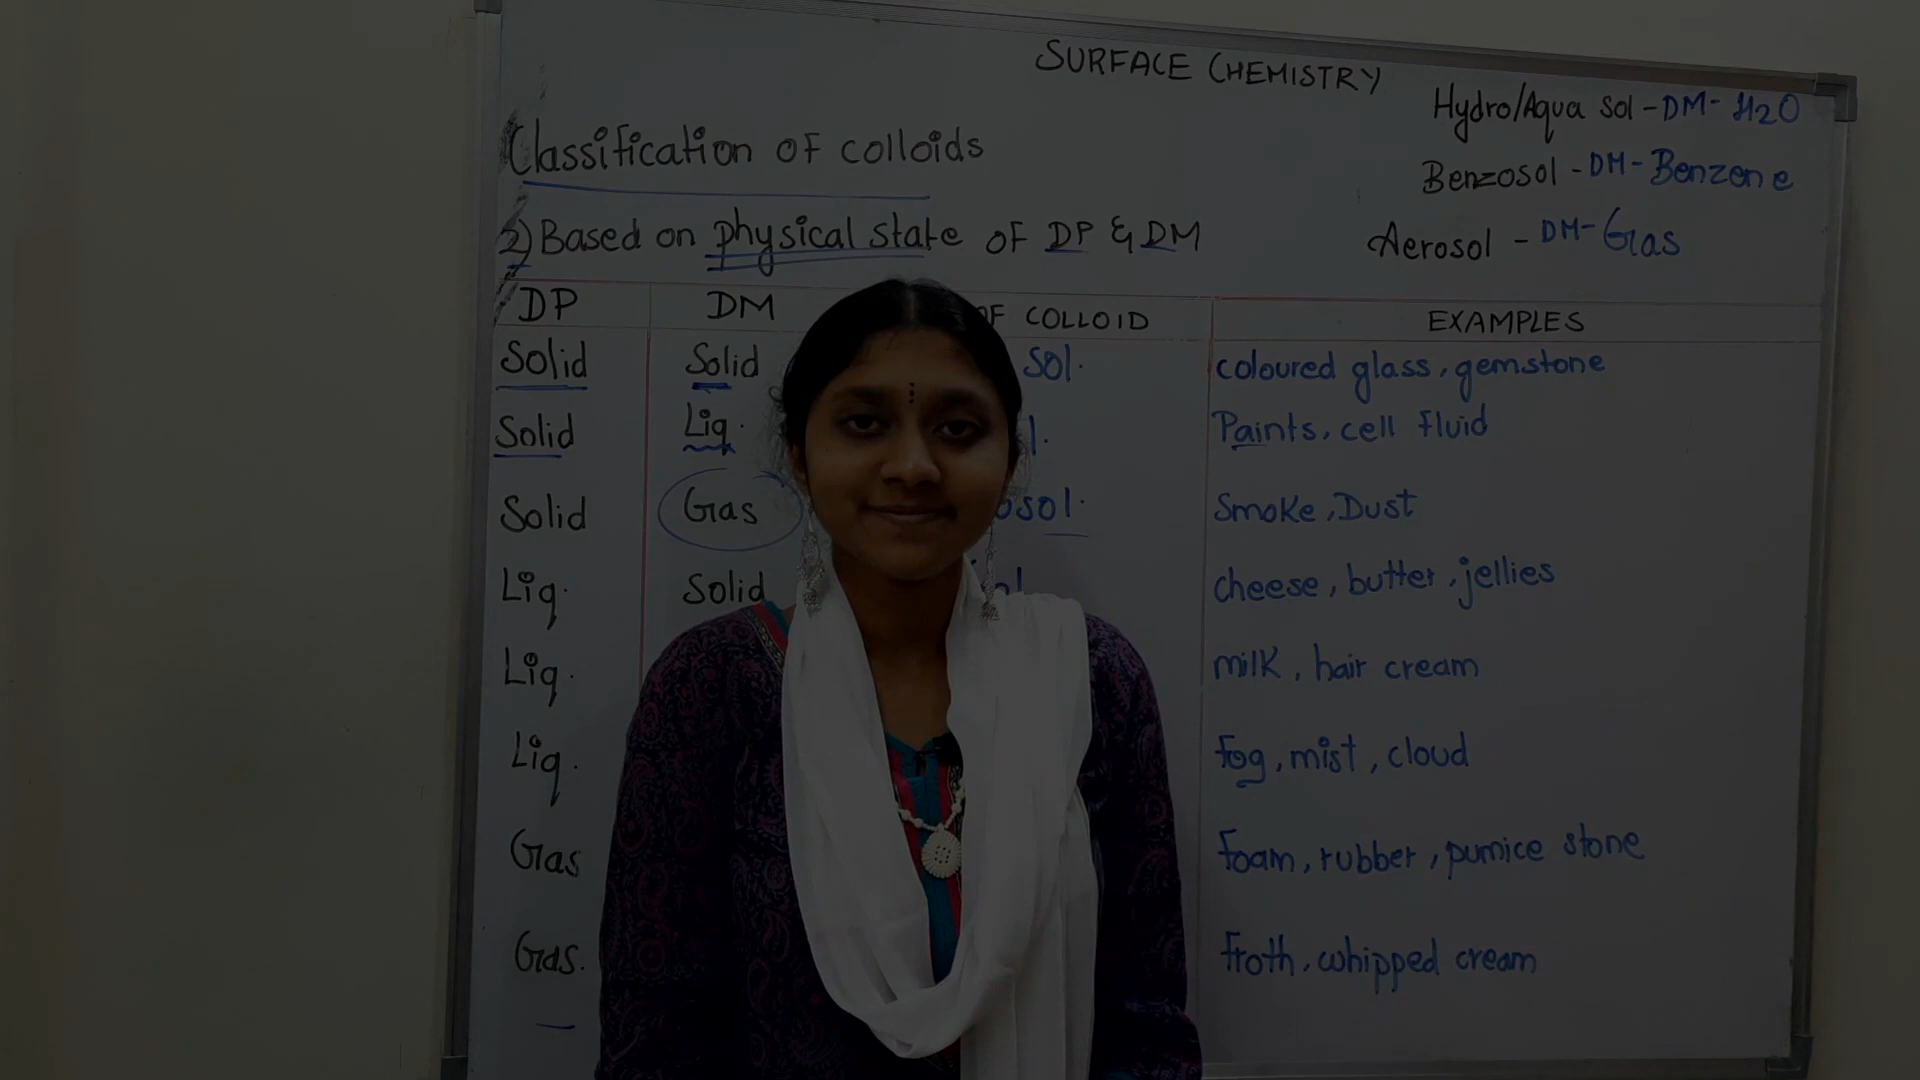 SURFACE CHEMISTRY
Hydro/Aqua sol - DM - H2O
Classification of colloids
Benzosol - DM - Benzene
2) Based on physical state of DP & DM
Aerosol - DM - Gas
DP DM OF COLLOID EXAMPLES
Solid Solid sol. coloured glass, gemstone
Solid Liq. Paints, cell fluid
Solid Gas Smoke, Dust
Liq. Solid cheese, butter, jellies
Liq. milk, hair cream
Liq. fog, mist, cloud
Gas Foam, rubber, pumice stone
Gas. froth, whipped cream